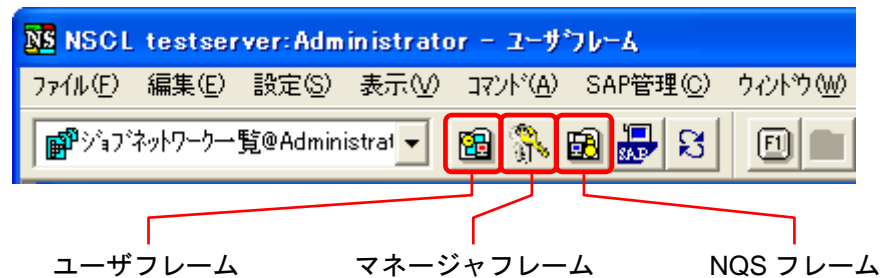 NS NSCL testserver:Administrator - ユーザフレーム
ファイル(F) 編集(E) 設定(S) 表示(V) コマンド(A) SAP管理(C) ウィンドウ(W)
ジョブネットワーク一覧@Administrat SAP F1
ユーザフレーム マネージャフレーム NQS フレーム